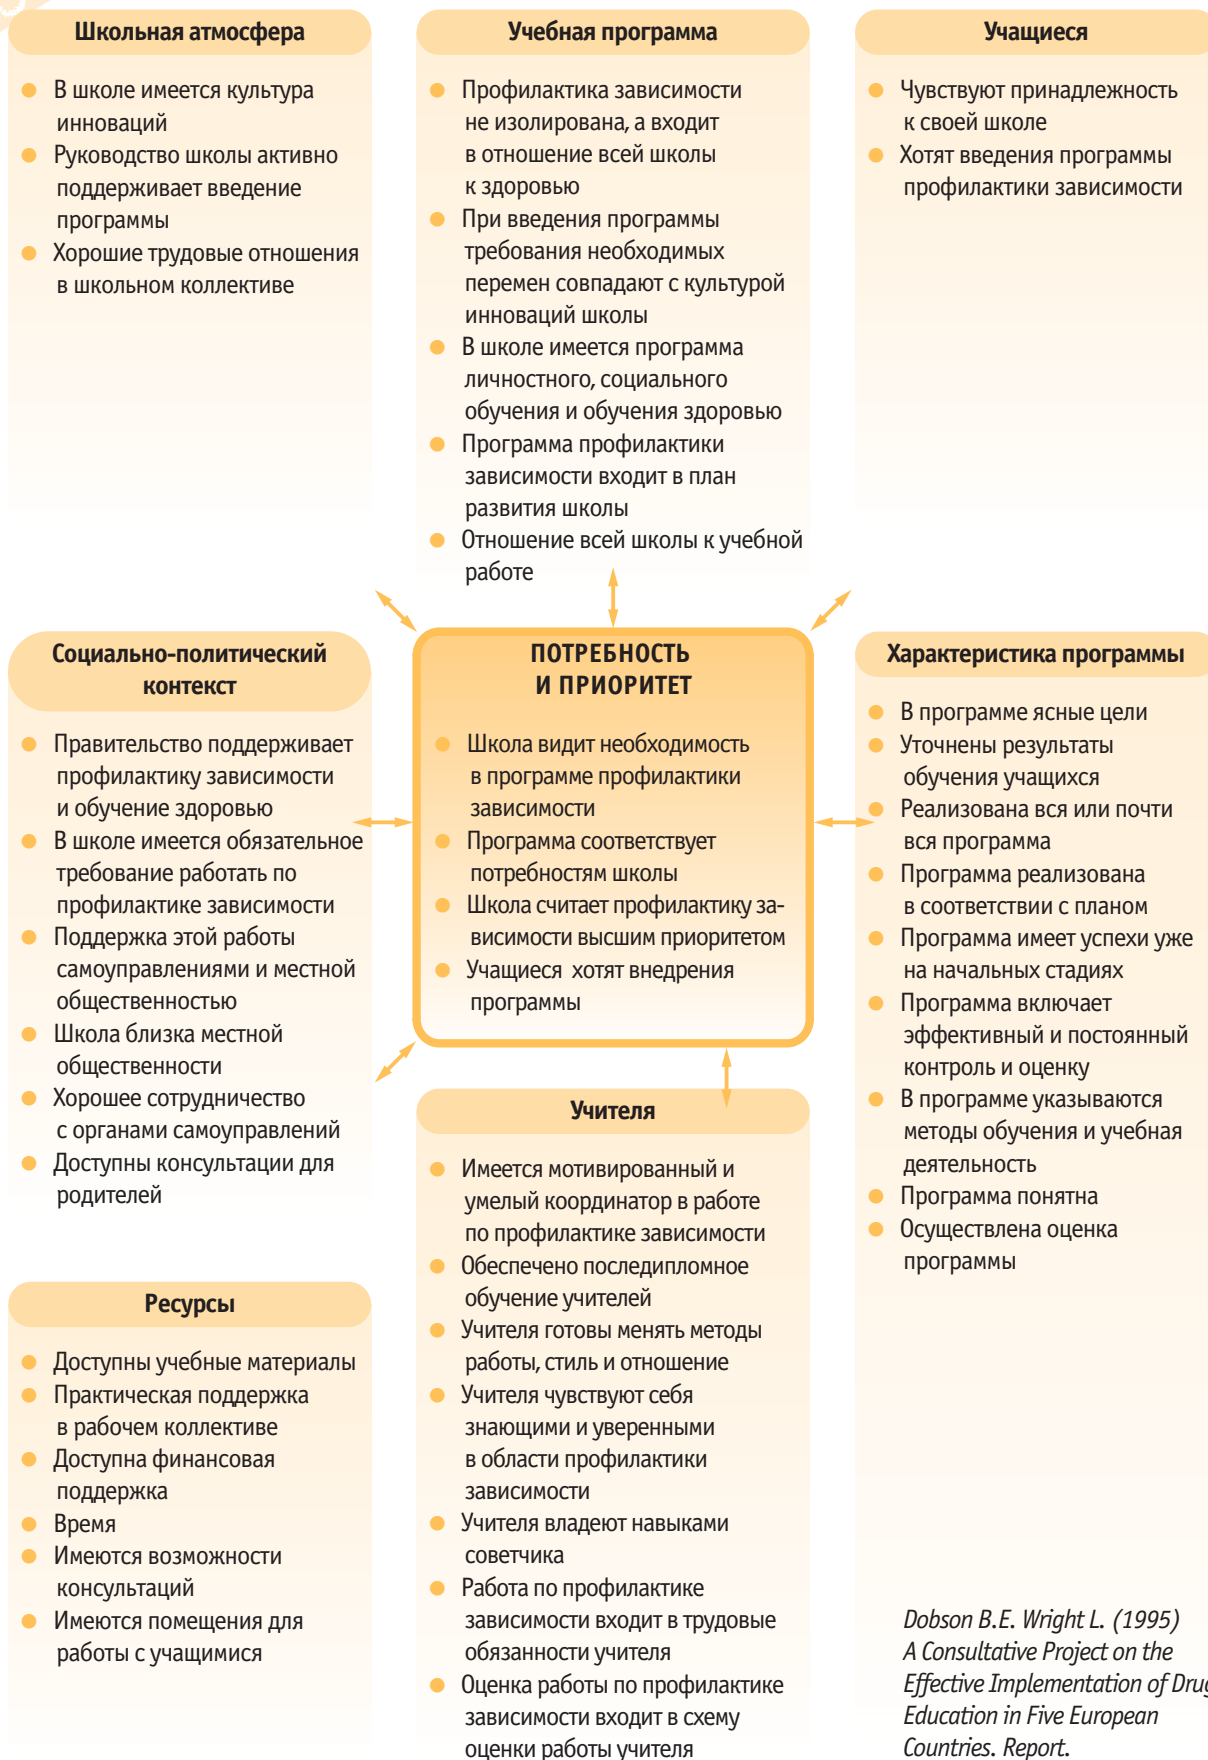 Школьная атмосфера
В школе имеется культура
инноваций
Руководство школы активно
поддерживает введение
программы
Хорошие трудовые отношения
в школьном коллективе
Учебная программа
Профилактика зависимости
не изолирована, а входит
в отношение всей школы
к здоровью
При введения программы
требования необходимых
перемен совпадают с культурой
инноваций школы
В школе имеется программа
личностного, социального
обучения и обучения здоровью
Программа профилактики
зависимости входит в план
развития школы
Отношение всей школы к учебной
работе
Учащиеся
Чувствуют принадлежность
к своей школе
Хотят введения программы
профилактики зависимости
Социально-политический
контекст
Правительство поддерживает
профилактику зависимости
и обучение здоровью
В школе имеется обязательное
требование работать по
профилактике зависимости
Поддержка этой работы
самоуправлениями и местной
общественностью
Школа близка местной
общественности
Хорошее сотрудничество
с органами самоуправлений
Доступны консультации для
родителей
ПОТРЕБНОСТЬ
И ПРИОРИТЕТ
Школа видит необходимость
в программе профилактики
зависимости
Программа соответствует
потребностям школы
Школа считает профилактику за-
висимости высшим приоритетом
Учащиеся хотят внедрения
программы
Характеристика программы
В программе ясные цели
Уточнены результаты
обучения учащихся
Реализована вся или почти
вся программа
Программа реализована
в соответствии с планом
Программа имеет успехи уже
на начальных стадиях
Программа включает
эффективный и постоянный
контроль и оценку
В программе указываются
методы обучения и учебная
деятельность
Программа понятна
Осуществлена оценка
программы
Ресурсы
Доступны учебные материалы
Практическая поддержка
в рабочем коллективе
Доступна финансовая
поддержка
Время
Имеются возможности
консультаций
Имеются помещения для
работы с учащимися
Учителя
Имеется мотивированный и
умелый координатор в работе
по профилактике зависимости
Обеспечено последипломное
обучение учителей
Учителя готовы менять методы
работы, стиль и отношение
Учителя чувствуют себя
знающими и уверенными
в области профилактики
зависимости
Учителя владеют навыками
советчика
Работа по профилактике
зависимости входит в трудовые
обязанности учителя
Оценка работы по профилактике
зависимости входит в схему
оценки работы учителя
Dobson B.E. Wright L. (1995)
A Consultative Project on the
Effective Implementation of Drug
Education in Five European
Countries. Report.